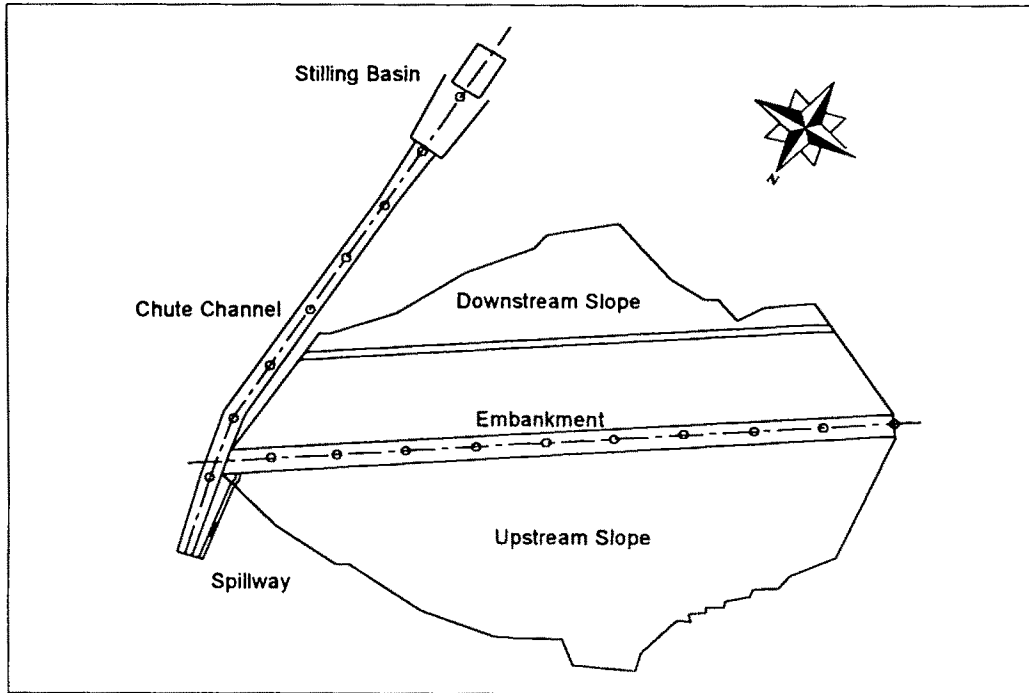 Stilling Basin
N
Chute Channel
Downstream Slope
Embankment
Upstream Slope
Spillway